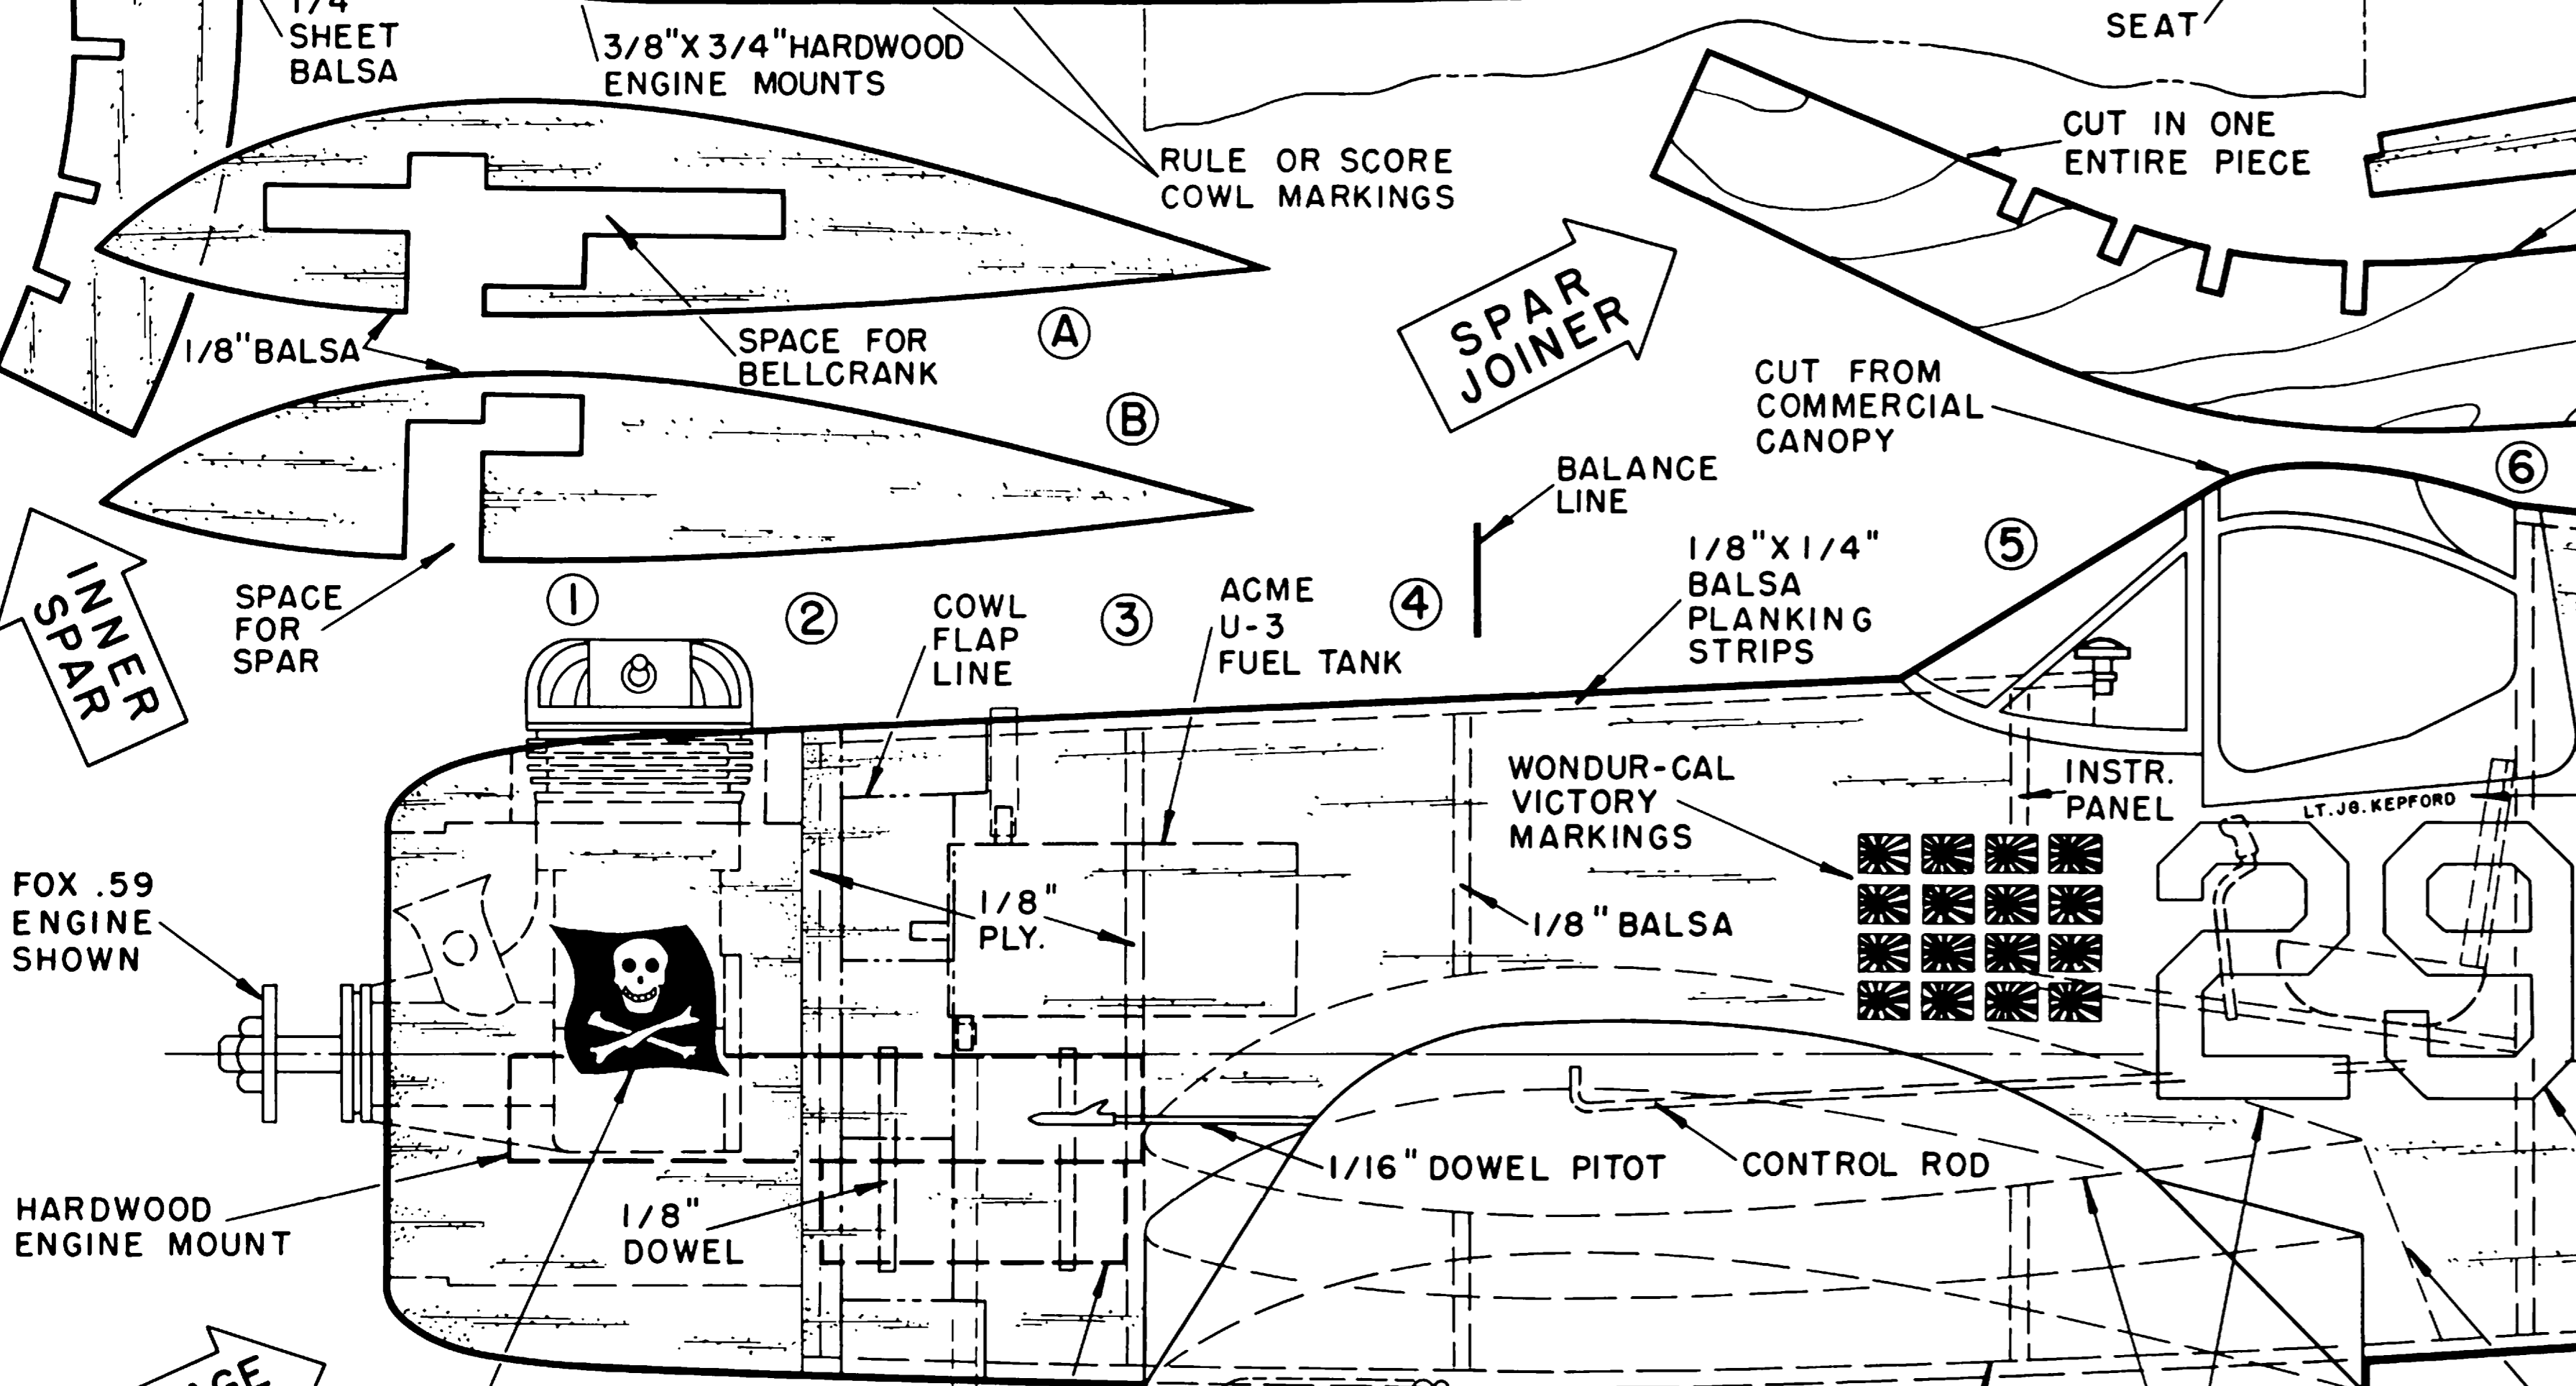 1/4"
SHEET
BALSA
3/8"X 3/4" HARDWOOD
ENGINE MOUNTS
RULE OR SCORE
COWL MARKINGS
SEAT
CUT IN ONE
ENTIRE PIECE
SPAR
JOINER
1/8" BALSA
SPACE FOR
BELLCRANK
A
B
CUT FROM
COMMERCIAL
CANOPY
BALANCE
LINE
INNER
SPAR
SPACE
FOR
SPAR
1
2
COWL
FLAP
LINE
3
ACME
U-3
FUEL TANK
4
1/8"X 1/4"
BALSA
PLANKING
STRIPS
5
6
WONDUR-CAL
VICTORY
MARKINGS
INSTR.
PANEL
LT. JG. KEPFORD
29
FOX .59
ENGINE
SHOWN
1/8"
PLY.
1/8" BALSA
HARDWOOD
ENGINE MOUNT
1/8"
DOWEL
1/16" DOWEL PITOT
CONTROL ROD